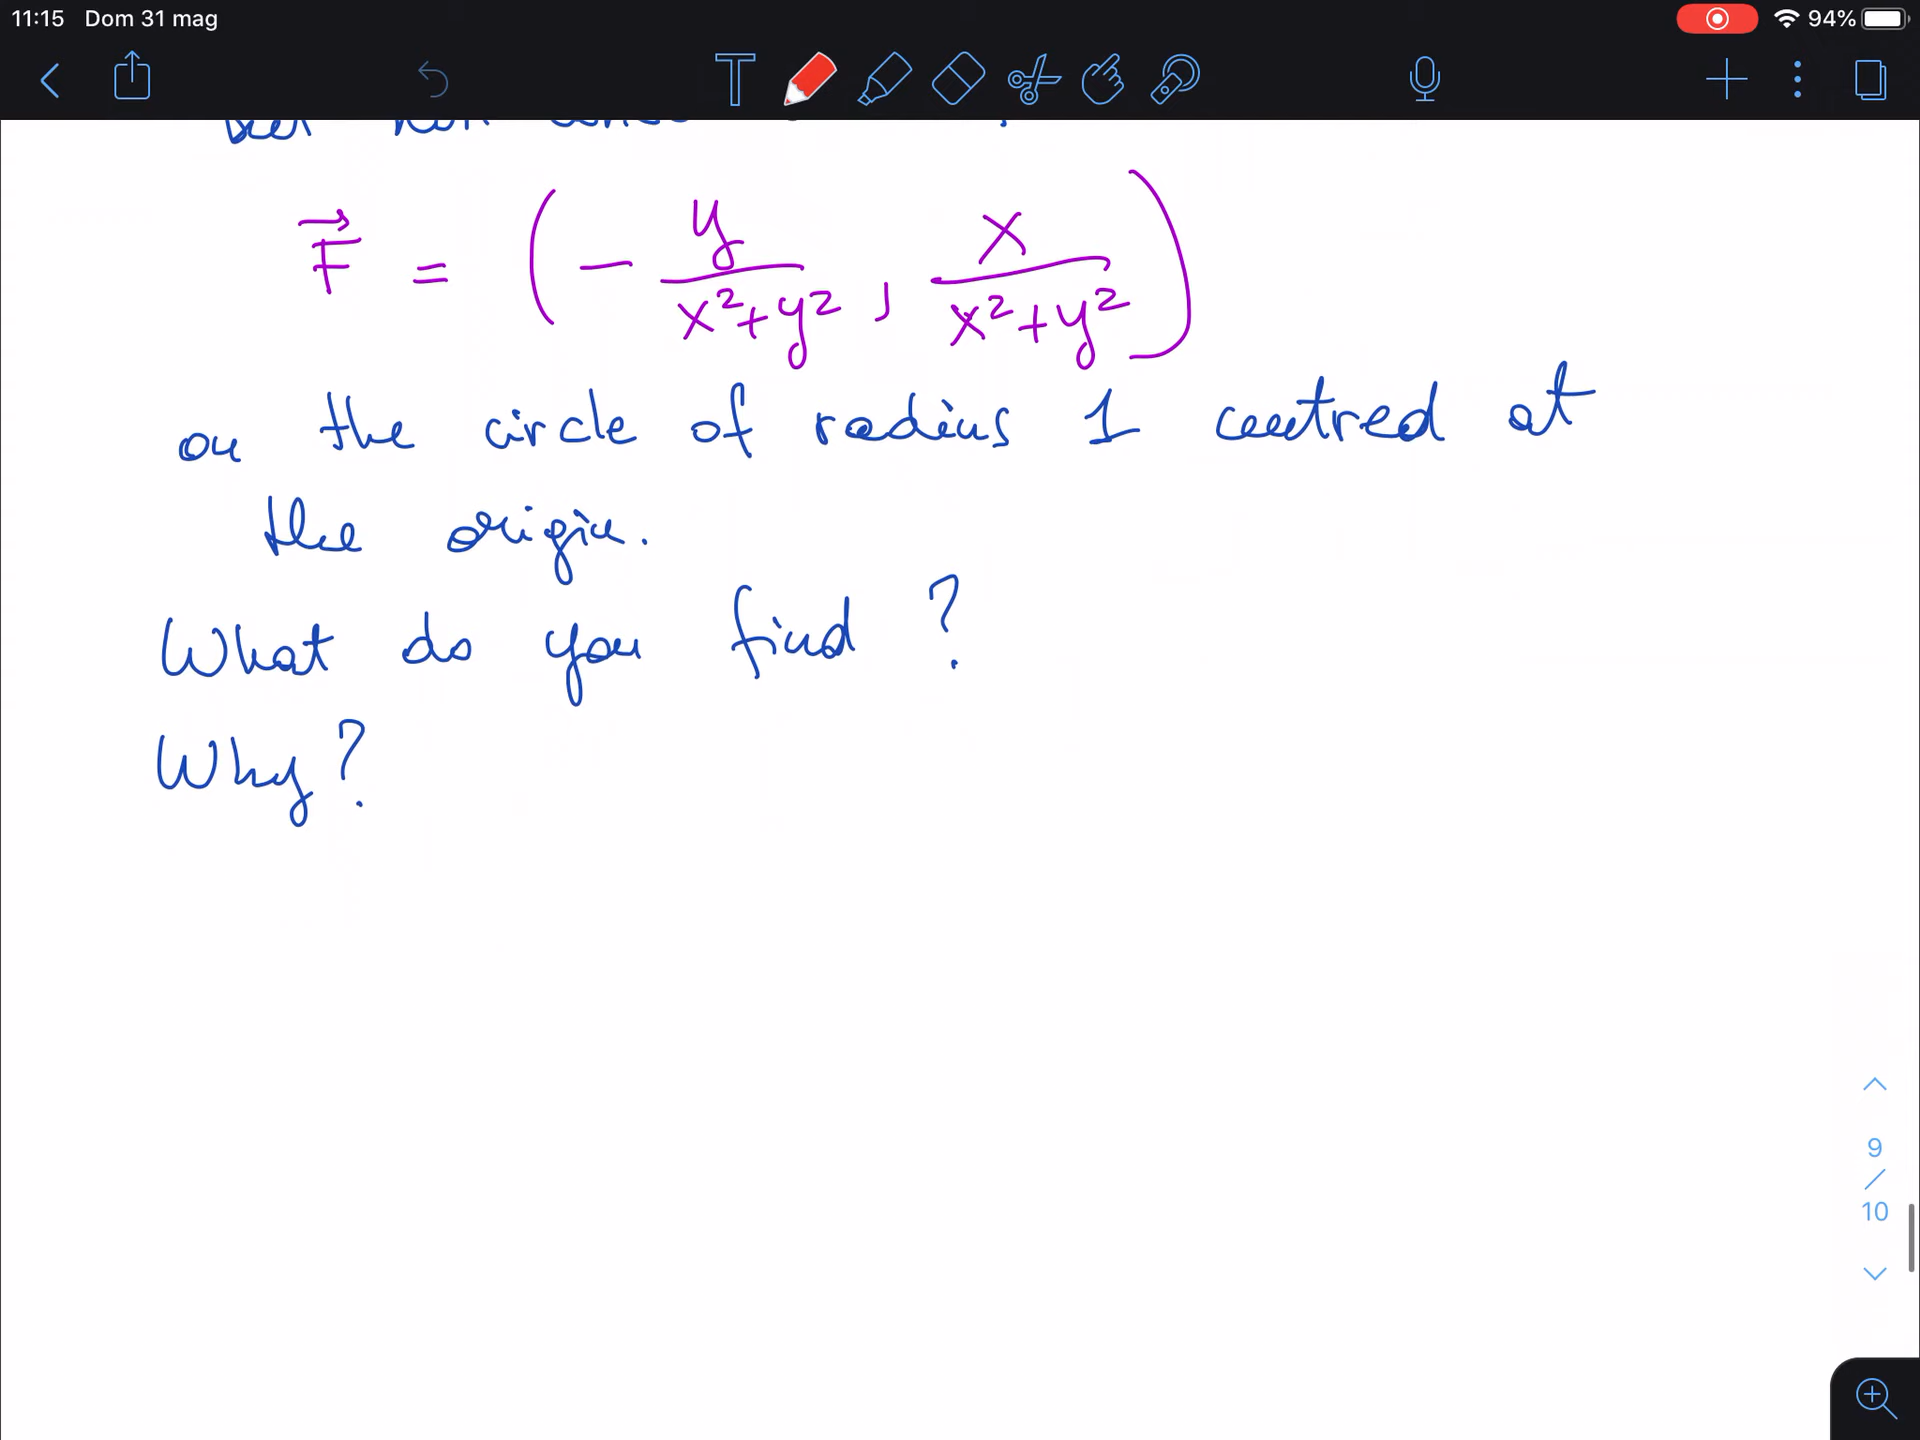 11:15 Dom 31 mag 94%
F⃗ = (- y/(x²+y²), x/(x²+y²))
on the circle of radius 1 centred at
the origin.
What do you find?
Why?
9
/
10